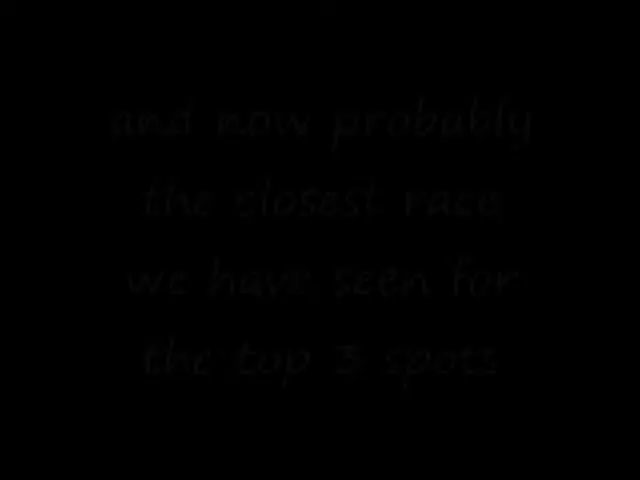 and now probably
the closest race
we have seen for
the top 3 spots